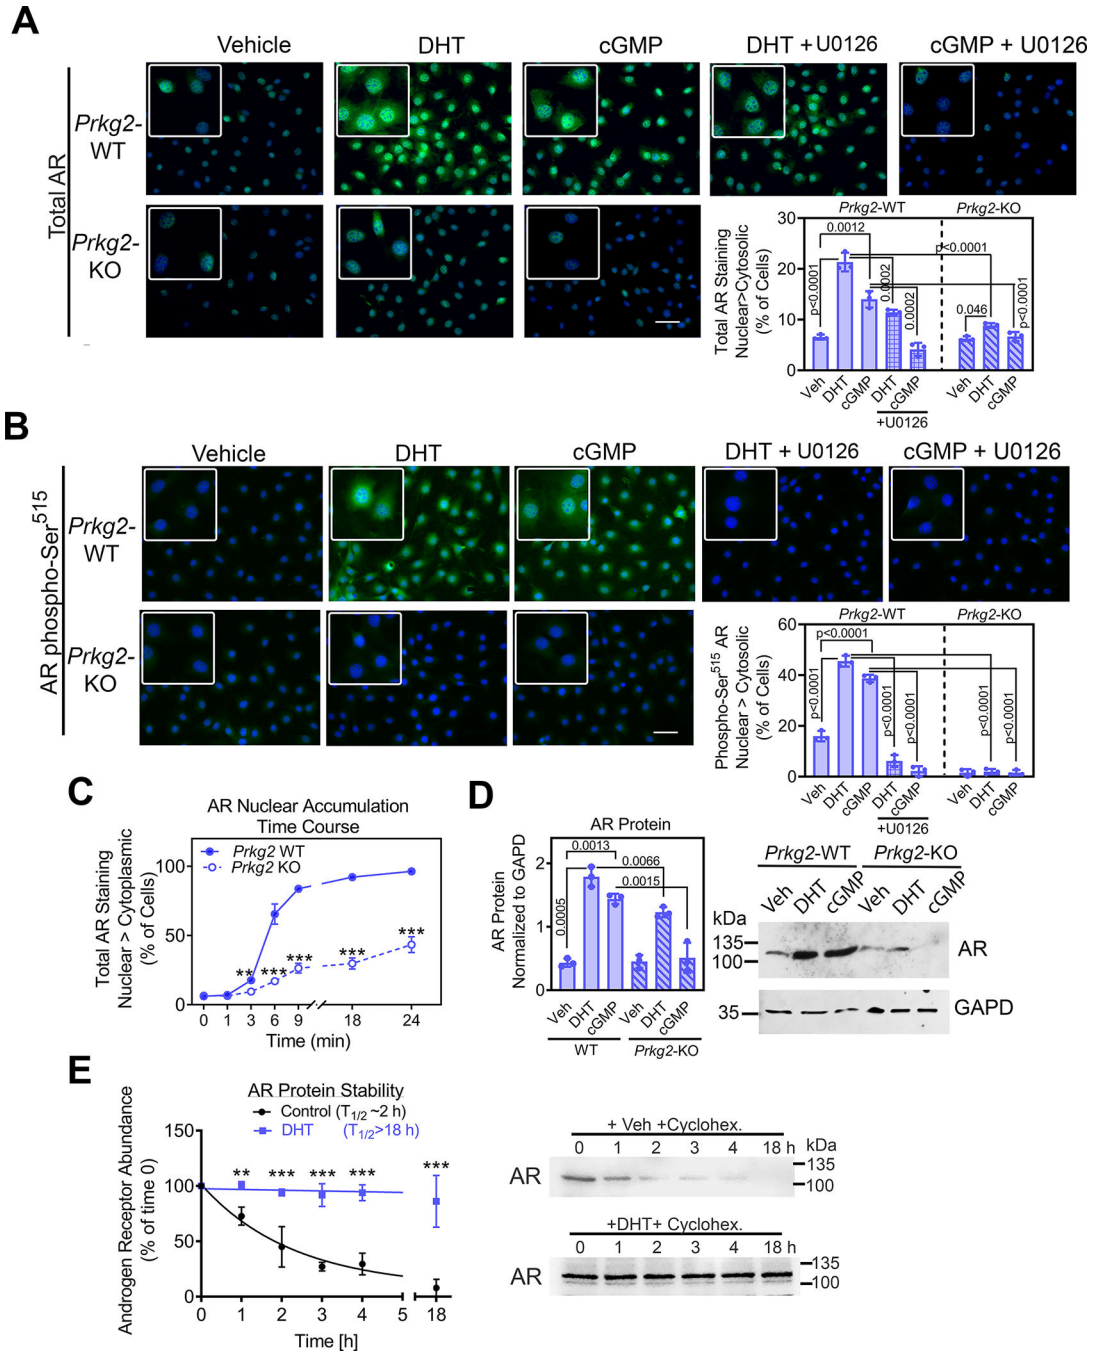 A
Vehicle DHT cGMP DHT + U0126 cGMP + U0126
Total AR
Prkg2-
WT
Prkg2-
KO
Prkg2-WT Prkg2-KO
Total AR Staining
Nuclear>Cytosolic
(% of Cells)
30
20
10
0
p<0.0001
0.0012
0.0002
0.0002
p<0.0001
0.046
p<0.0001
Veh DHT cGMP DHT cGMP Veh DHT cGMP
+U0126
B
Vehicle DHT cGMP DHT + U0126 cGMP + U0126
AR phospho-Ser515
Prkg2-
WT
Prkg2-
KO
Prkg2-WT Prkg2-KO
Phospho-Ser515 AR
Nuclear > Cytosolic
(% of Cells)
60
40
20
0
p<0.0001
p<0.0001
p<0.0001
p<0.0001
p<0.0001
p<0.0001
Veh DHT cGMP DHT cGMP Veh DHT cGMP
+U0126
C
AR Nuclear Accumulation
Time Course
Prkg2 WT
Prkg2 KO
Total AR Staining
Nuclear > Cytoplasmic
(% of Cells)
100
50
0
** *** *** *** ***
0 1 3 6 9 18 24
Time (min)
D
AR Protein
AR Protein
Normalized to GAPD
2
1
0
0.0005
0.0013
0.0066
0.0015
Veh DHT cGMP Veh DHT cGMP
WT Prkg2-KO
Prkg2-WT Prkg2-KO
Veh DHT cGMP Veh DHT cGMP
kDa
135
100
AR
35
GAPD
E
AR Protein Stability
Control (T1/2 ~2 h)
DHT (T1/2>18 h)
Androgen Receptor Abundance
(% of time 0)
150
100
50
0
** *** *** *** ***
0 1 2 3 4 5 18
Time [h]
+ Veh +Cyclohex.
0 1 2 3 4 18 h kDa
AR
135
100
+DHT+ Cyclohex.
0 1 2 3 4 18 h
AR
135
100